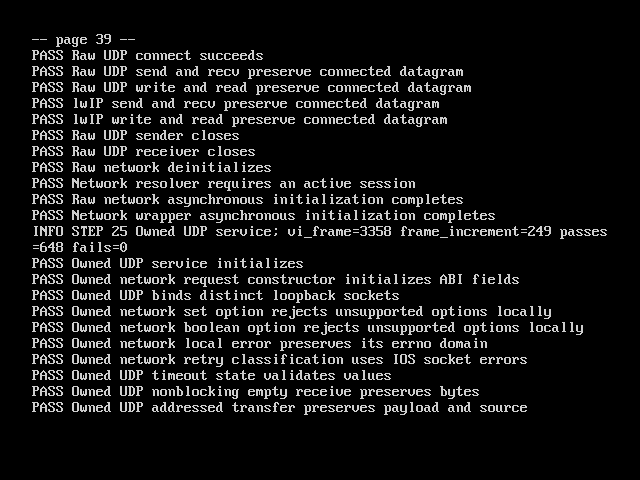 -- page 39 --
PASS Raw UDP connect succeeds
PASS Raw UDP send and recv preserve connected datagram
PASS Raw UDP write and read preserve connected datagram
PASS lwIP send and recv preserve connected datagram
PASS lwIP write and read preserve connected datagram
PASS Raw UDP sender closes
PASS Raw UDP receiver closes
PASS Raw network deinitializes
PASS Network resolver requires an active session
PASS Raw network asynchronous initialization completes
PASS Network wrapper asynchronous initialization completes
INFO STEP 25 Owned UDP service; vi_frame=3358 frame_increment=249 passes
=648 fails=0
PASS Owned UDP service initializes
PASS Owned network request constructor initializes ABI fields
PASS Owned UDP binds distinct loopback sockets
PASS Owned network set option rejects unsupported options locally
PASS Owned network boolean option rejects unsupported options locally
PASS Owned network local error preserves its errno domain
PASS Owned network retry classification uses IOS socket errors
PASS Owned UDP timeout state validates values
PASS Owned UDP nonblocking empty receive preserves bytes
PASS Owned UDP addressed transfer preserves payload and source